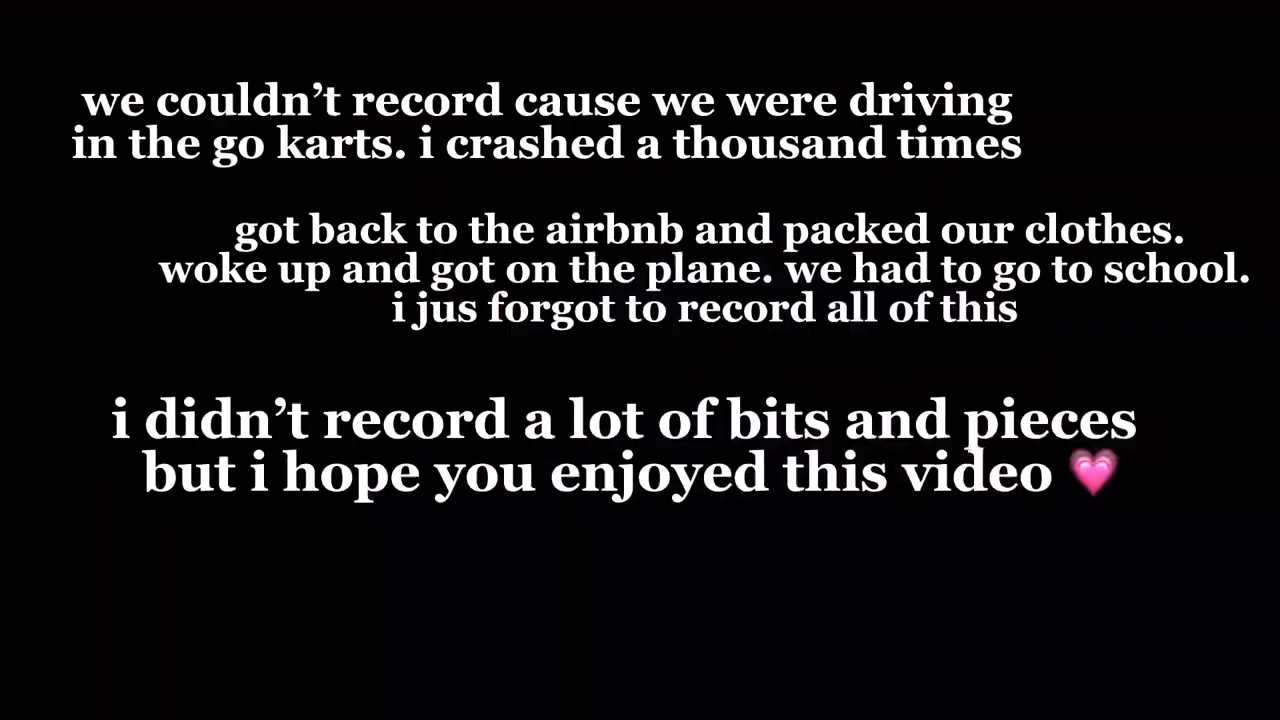 we couldn’t record cause we were driving
in the go karts. i crashed a thousand times
got back to the airbnb and packed our clothes.
woke up and got on the plane. we had to go to school.
i jus forgot to record all of this
i didn’t record a lot of bits and pieces
but i hope you enjoyed this video 💗